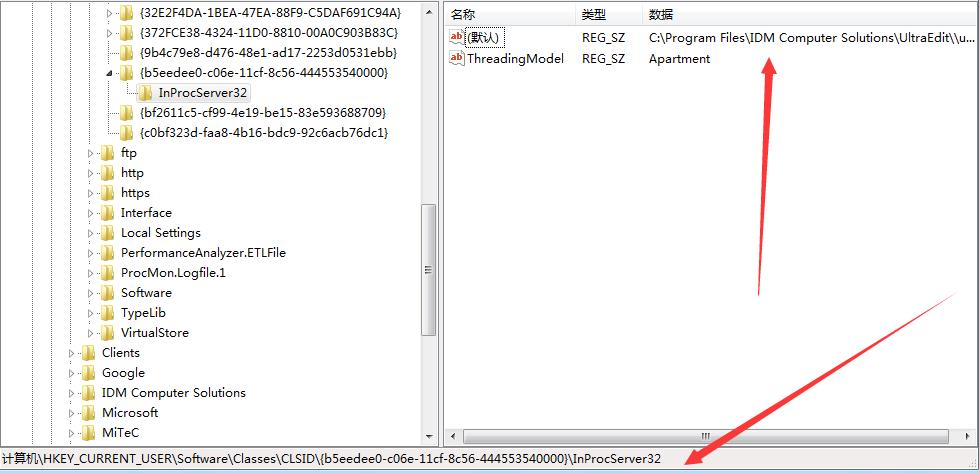 {32E2F4DA-1BEA-47EA-88F9-C5DAF691C94A}
{372FCE38-4324-11D0-8810-00A0C903B83C}
{9b4c79e8-d476-48e1-ad17-2253d0531ebb}
{b5eedee0-c06e-11cf-8c56-444553540000}
InProcServer32
{bf2611c5-cf99-4e19-be15-83e593688709}
{c0bf323d-faa8-4b16-bdc9-92c6acb76dc1}
ftp
http
https
Interface
Local Settings
PerformanceAnalyzer.ETLFile
ProcMon.Logfile.1
Software
TypeLib
VirtualStore
Clients
Google
IDM Computer Solutions
Microsoft
MiTeC
名称 类型 数据
ab (默认) REG_SZ C:\Program Files\IDM Computer Solutions\UltraEdit\\u...
ab ThreadingModel REG_SZ Apartment
计算机\HKEY_CURRENT_USER\Software\Classes\CLSID\{b5eedee0-c06e-11cf-8c56-444553540000}\InProcServer32